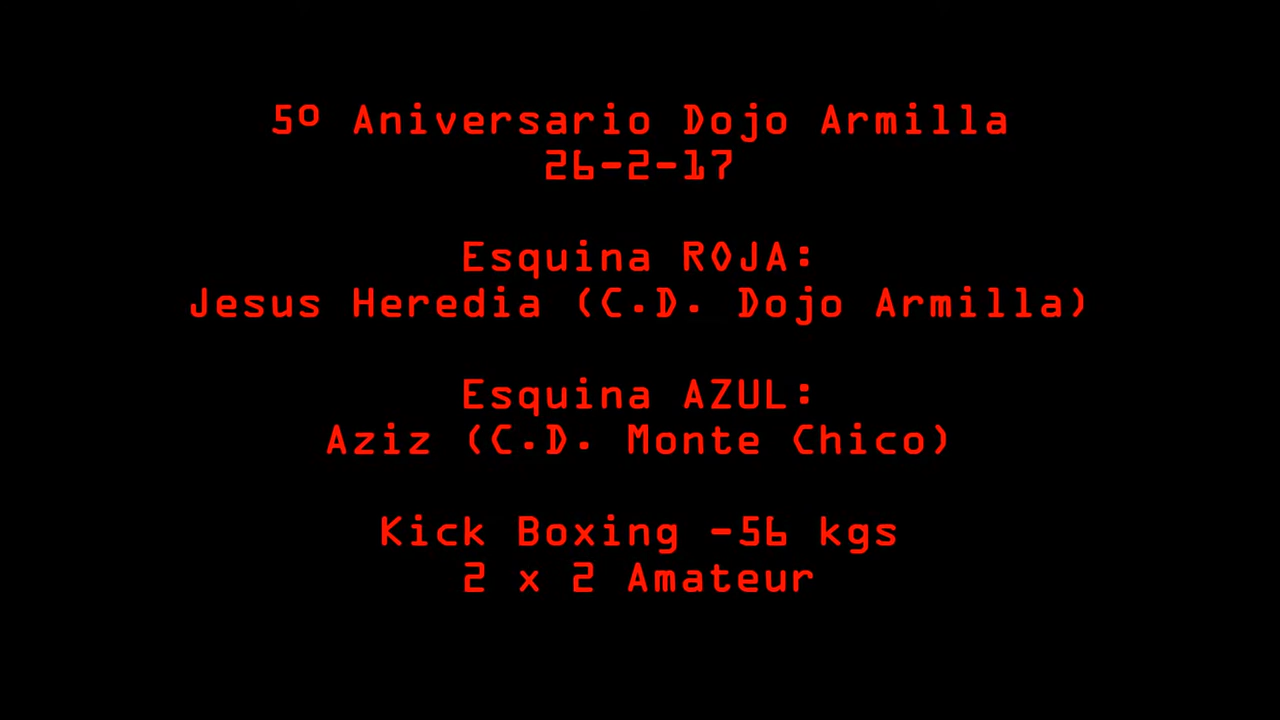 5º Aniversario Dojo Armilla
26-2-17
Esquina ROJA:
Jesus Heredia (C.D. Dojo Armilla)
Esquina AZUL:
Aziz (C.D. Monte Chico)
Kick Boxing -56 kgs
2 x 2 Amateur